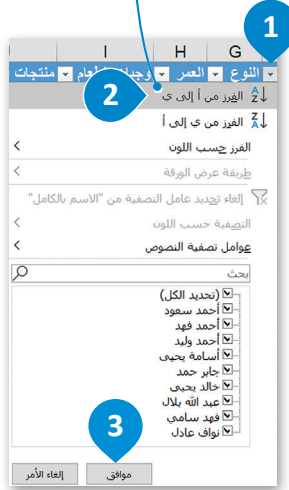 1
I H G
النوع العمر وجبات الطعام منتجات
2
الفرز من أ إلى ي
الفرز من ي إلى أ
الفرز حسب اللون
طريقة عرض الورقة
إلغاء تحديد عامل التصفية من "الاسم بالكامل"
التصفية حسب اللون
عوامل تصفية النصوص
بحث
(تحديد الكل)
أحمد سعود
أحمد فهد
أحمد وليد
أسامة يحيى
جابر حمد
خالد يحيى
عبد الله بلال
فهد سامي
نواف عادل
3
موافق
إلغاء الأمر